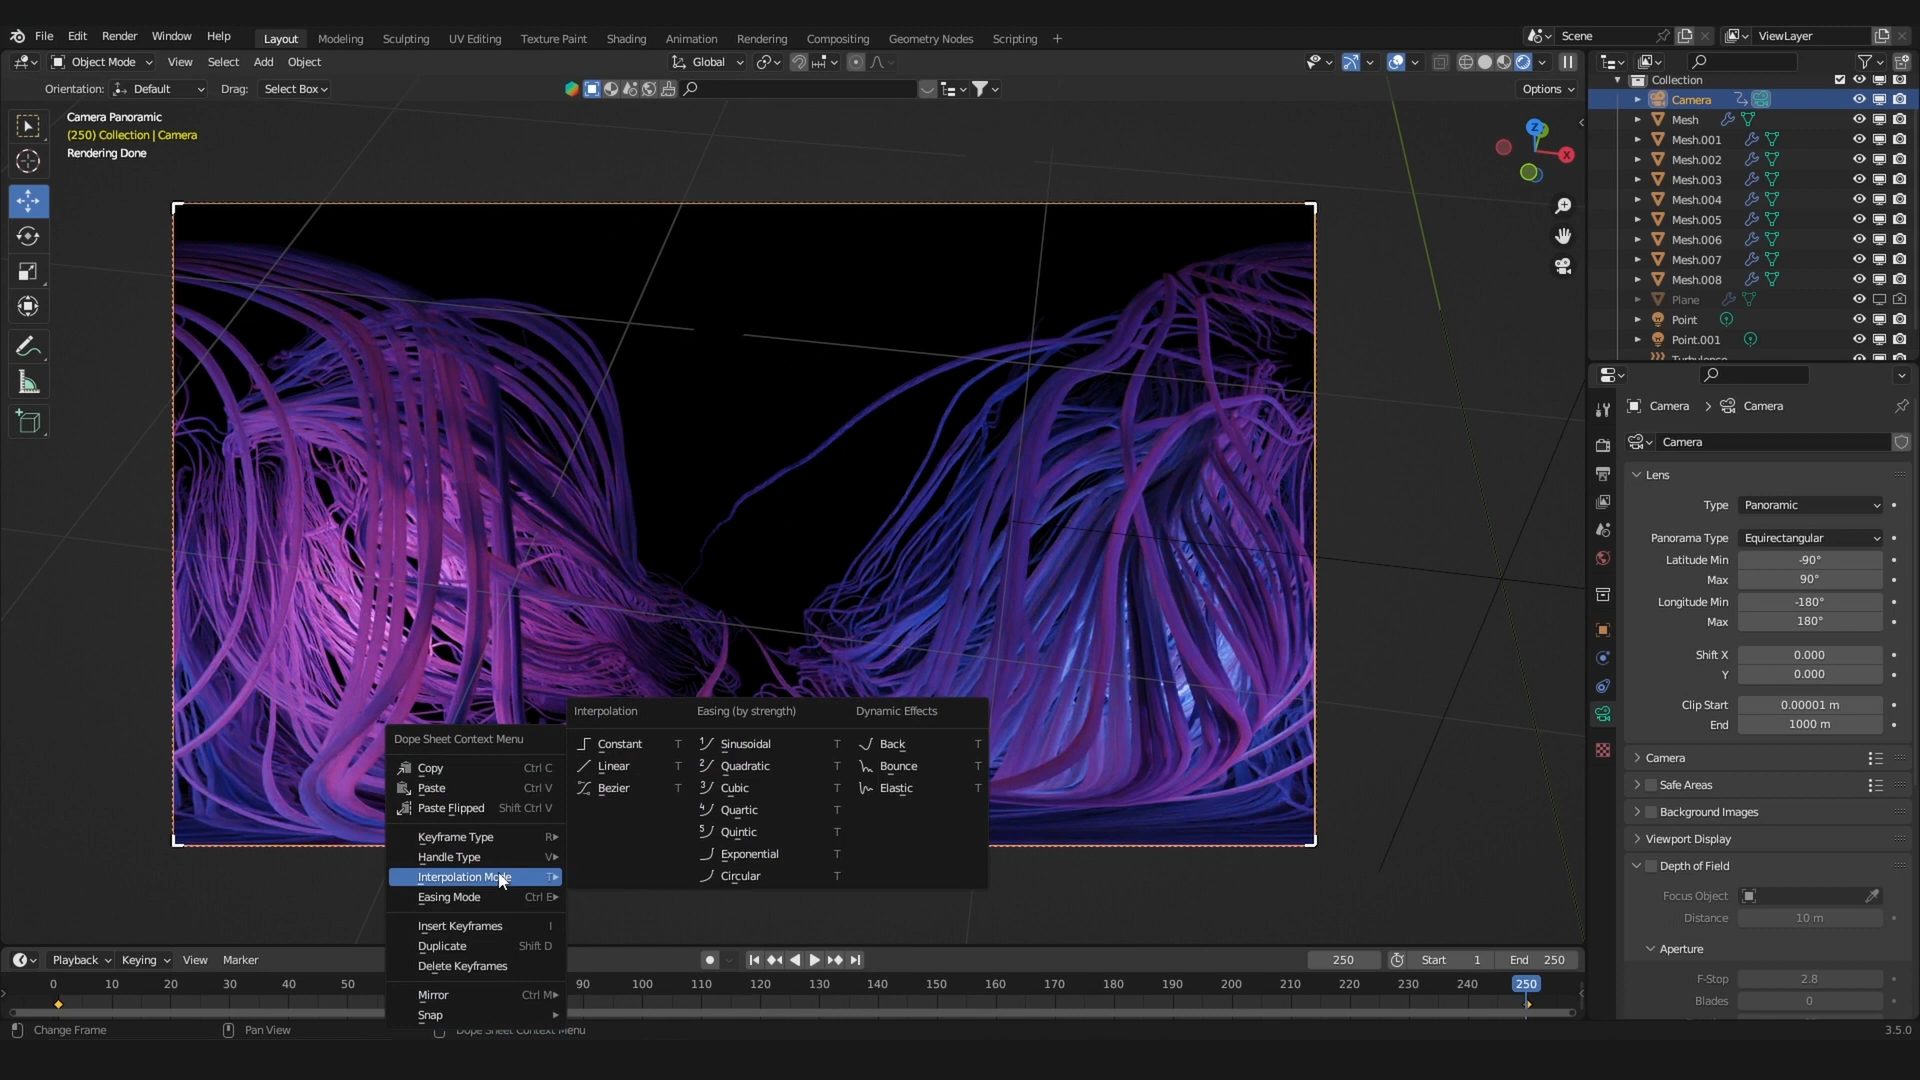 File Edit Render Window Help Layout Modeling Sculpting UV Editing Texture Paint Shading Animation Rendering Compositing Geometry Nodes Scripting + Scene ViewLayer
Object Mode View Select Add Object Global
Orientation: Default Drag: Select Box Options
Camera Panoramic
(250) Collection | Camera
Rendering Done
Z
X
Collection
Camera
Mesh
Mesh.001
Mesh.002
Mesh.003
Mesh.004
Mesh.005
Mesh.006
Mesh.007
Mesh.008
Plane
Point
Point.001
Turbulence
Camera > Camera
Camera
Lens
Type Panoramic
Panorama Type Equirectangular
Latitude Min -90°
Max 90°
Longitude Min -180°
Max 180°
Shift X 0.000
Y 0.000
Clip Start 0.00001 m
End 1000 m
Camera
Safe Areas
Background Images
Viewport Display
Depth of Field
Focus Object
Distance 10 m
Aperture
F-Stop 2.8
Blades 0
Dope Sheet Context Menu
Copy Ctrl C
Paste Ctrl V
Paste Flipped Shift Ctrl V
Keyframe Type R
Handle Type V
Interpolation Mode T
Easing Mode Ctrl E
Insert Keyframes I
Duplicate Shift D
Delete Keyframes
Mirror Ctrl M
Snap
Interpolation Easing (by strength) Dynamic Effects
Constant T 1 Sinusoidal T Back T
Linear T 2 Quadratic T Bounce T
Bezier T 3 Cubic T Elastic T
4 Quartic T
5 Quintic T
Exponential T
Circular T
Playback Keying View Marker 250 Start 1 End 250
0 10 20 30 40 50 90 100 110 120 130 140 150 160 170 180 190 200 210 220 230 240 250
Change Frame Pan View Dope Sheet Context Menu 3.5.0